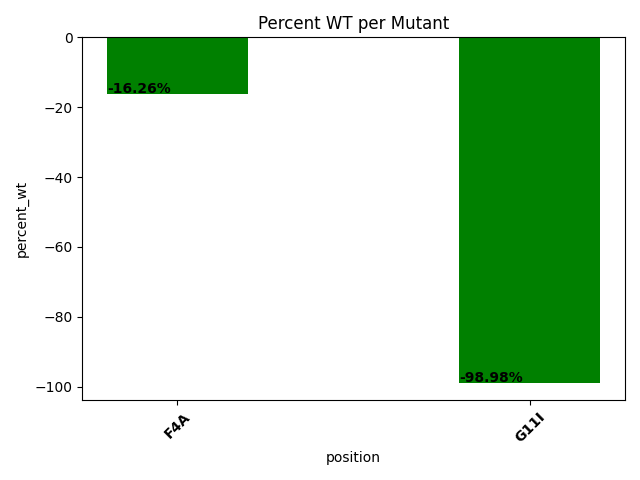 Percent WT per Mutant
percent_wt
0
−20
−40
−60
−80
−100
-16.26%
-98.98%
F4A
G11I
position